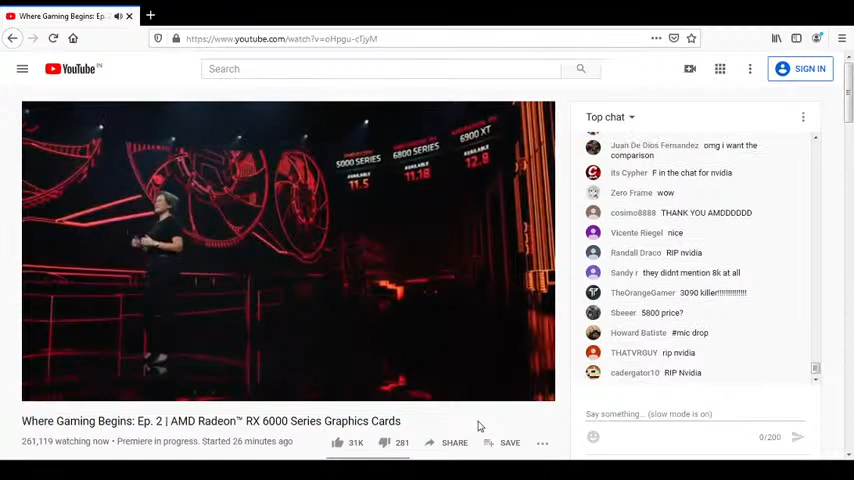 Where Gaming Begins: Ep.
https://www.youtube.com/watch?v=oHpgu-cTjyM
YouTube IN
Search
SIGN IN
5000 SERIES
AVAILABLE
11.5
6800 SERIES
AVAILABLE
11.18
6900 XT
AVAILABLE
12.8
Where Gaming Begins: Ep. 2 | AMD Radeon™ RX 6000 Series Graphics Cards
261,119 watching now • Premiere in progress. Started 26 minutes ago
31K
281
SHARE
SAVE
Top chat
Juan De Dios Fernandez omg i want the
comparison
its Cypher F in the chat for nvidia
Zero Frame wow
cosimo8888 THANK YOU AMDDDDDD
Vicente Riegel nice
Randall Draco RIP nvidia
Sandy r they didnt mention 8k at all
TheOrangeGamer 3090 killer!!!!!!!!!!!!!!
Sbeeer 5800 price?
Howard Batiste #mic drop
THATVRGUY rip nvidia
cadergator10 RIP Nvidia
Say something... (slow mode is on)
0/200